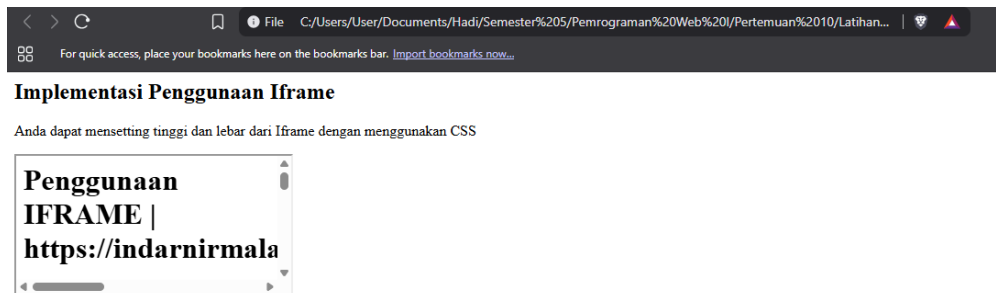 File C:/Users/User/Documents/Hadi/Semester%205/Pemrograman%20Web%20I/Pertemuan%2010/Latihan...
For quick access, place your bookmarks here on the bookmarks bar. Import bookmarks now...
Implementasi Penggunaan Iframe
Anda dapat mensetting tinggi dan lebar dari Iframe dengan menggunakan CSS
Penggunaan
IFRAME |
https://indarnirmala